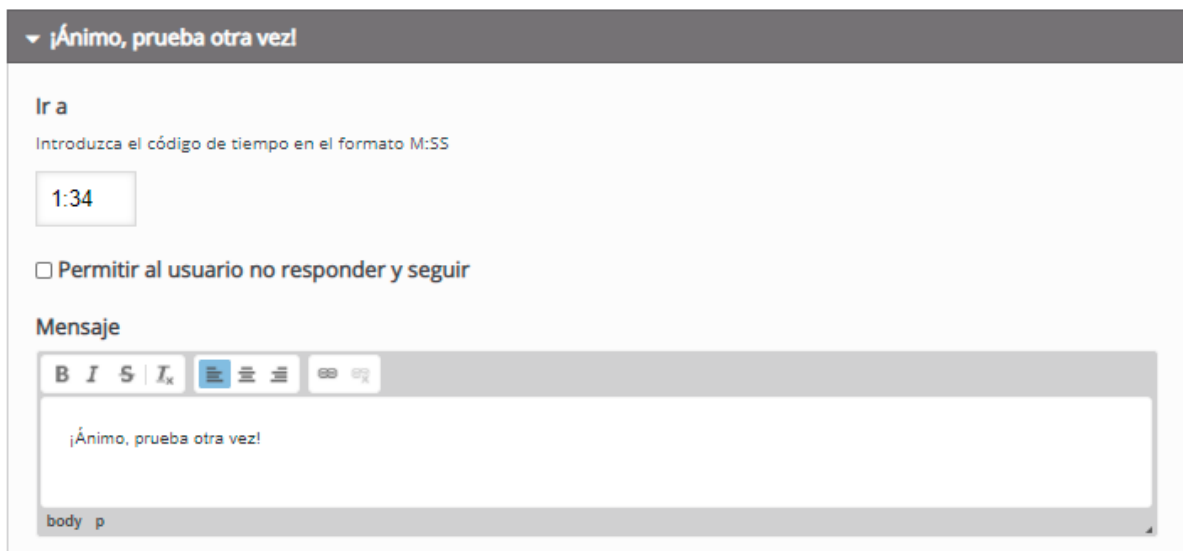 ¡Ánimo, prueba otra vez!
Ir a
Introduzca el código de tiempo en el formato M:SS
1:34
Permitir al usuario no responder y seguir
Mensaje
B I S Ix
¡Ánimo, prueba otra vez!
body p